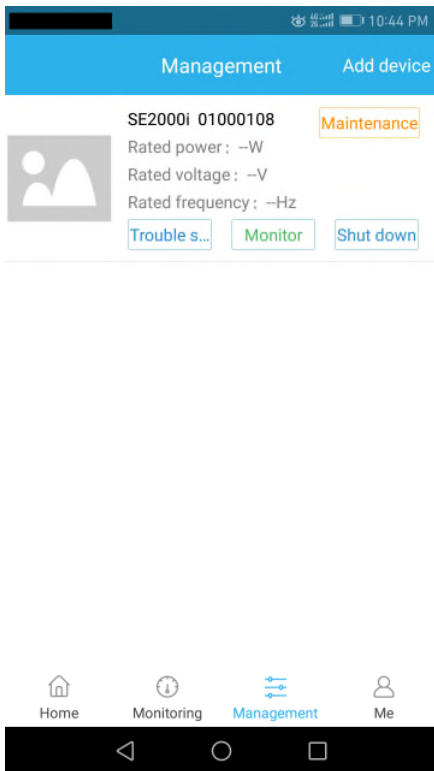 10:44 PM
Management Add device
SE2000i 01000108 Maintenance
Rated power: --W
Rated voltage: --V
Rated frequency: --Hz
Trouble s... Monitor Shut down
Home Monitoring Management Me